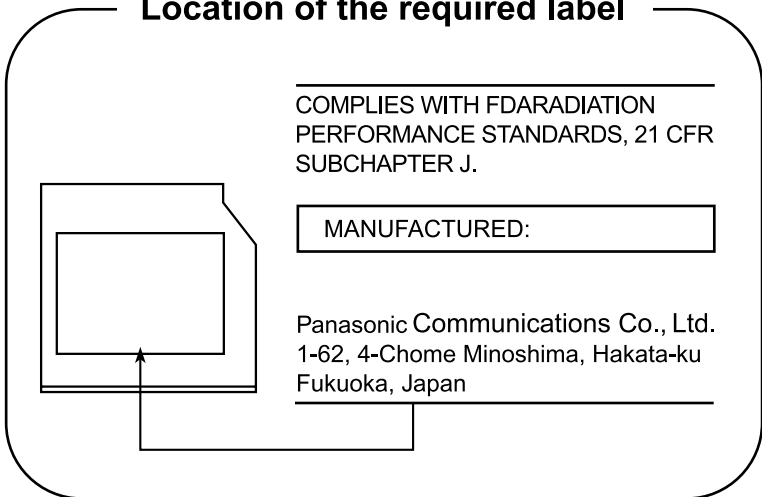 Location of the required label
COMPLIES WITH FDARADIATION
PERFORMANCE STANDARDS, 21 CFR
SUBCHAPTER J.
MANUFACTURED:
Panasonic Communications Co., Ltd.
1-62, 4-Chome Minoshima, Hakata-ku
Fukuoka, Japan